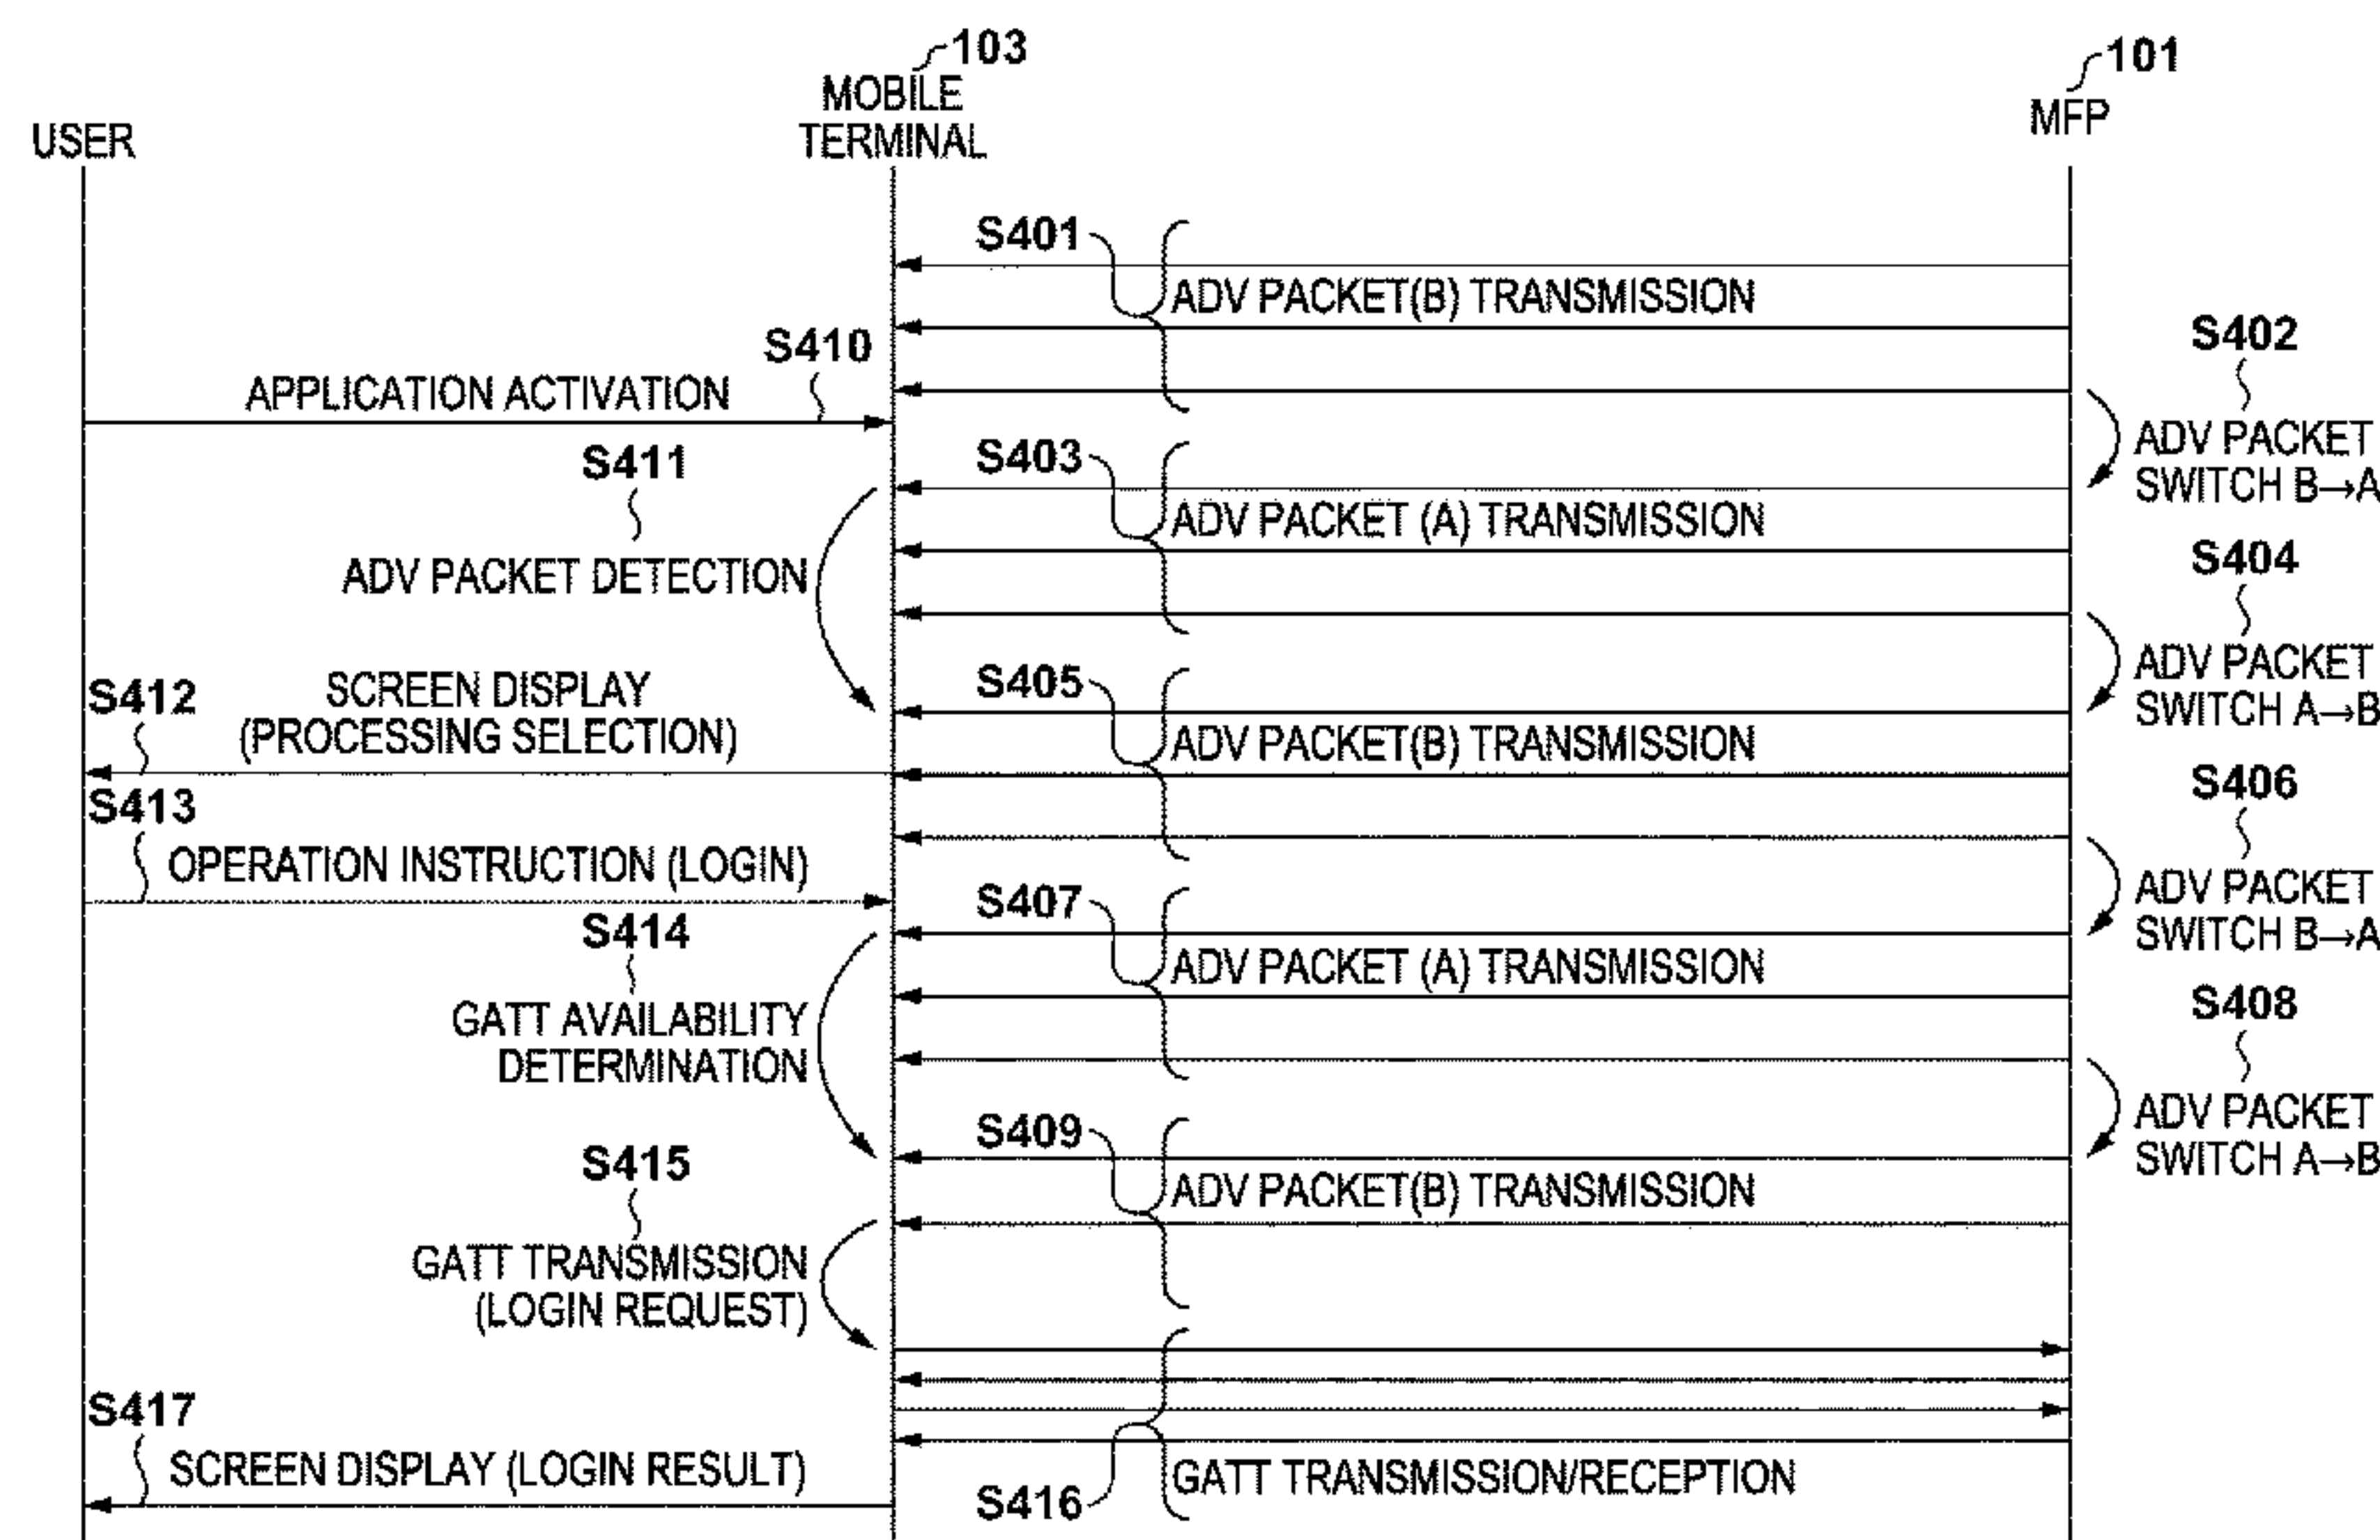 103
101
MOBILE
TERMINAL
MFP
USER
S401
ADV PACKET(B) TRANSMISSION
S402
S410
APPLICATION ACTIVATION
ADV PACKET
SWITCH B→A
S403
S411
ADV PACKET (A) TRANSMISSION
S404
ADV PACKET DETECTION
ADV PACKET
SWITCH A→B
S405
S412
SCREEN DISPLAY
(PROCESSING SELECTION)
ADV PACKET(B) TRANSMISSION
S406
S413
OPERATION INSTRUCTION (LOGIN)
ADV PACKET
SWITCH B→A
S407
S414
ADV PACKET (A) TRANSMISSION
S408
GATT AVAILABILITY
DETERMINATION
ADV PACKET
SWITCH A→B
S409
S415
ADV PACKET(B) TRANSMISSION
GATT TRANSMISSION
(LOGIN REQUEST)
S417
SCREEN DISPLAY (LOGIN RESULT)
GATT TRANSMISSION/RECEPTION
S416